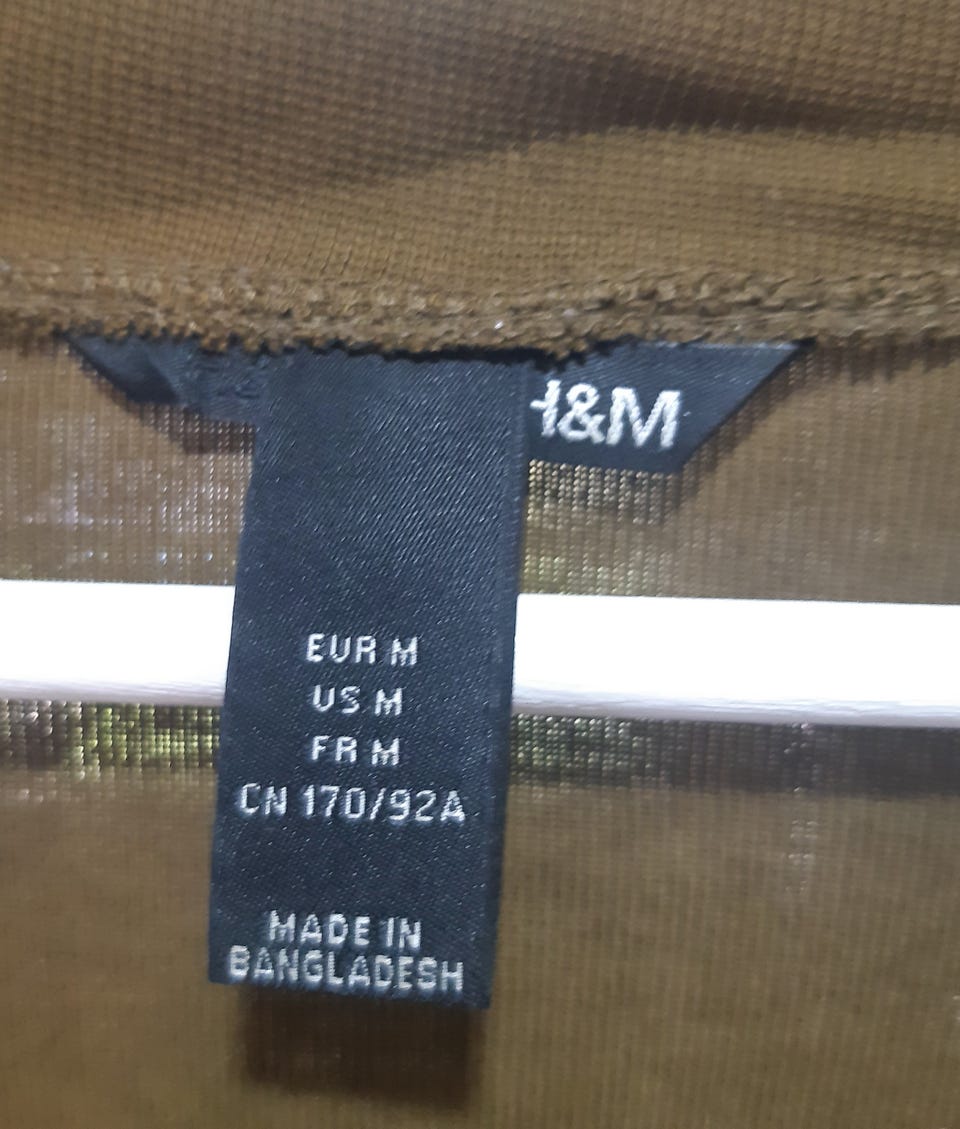 H&M
EUR M
US M
FR M
CN 170/92A
MADE IN
BANGLADESH